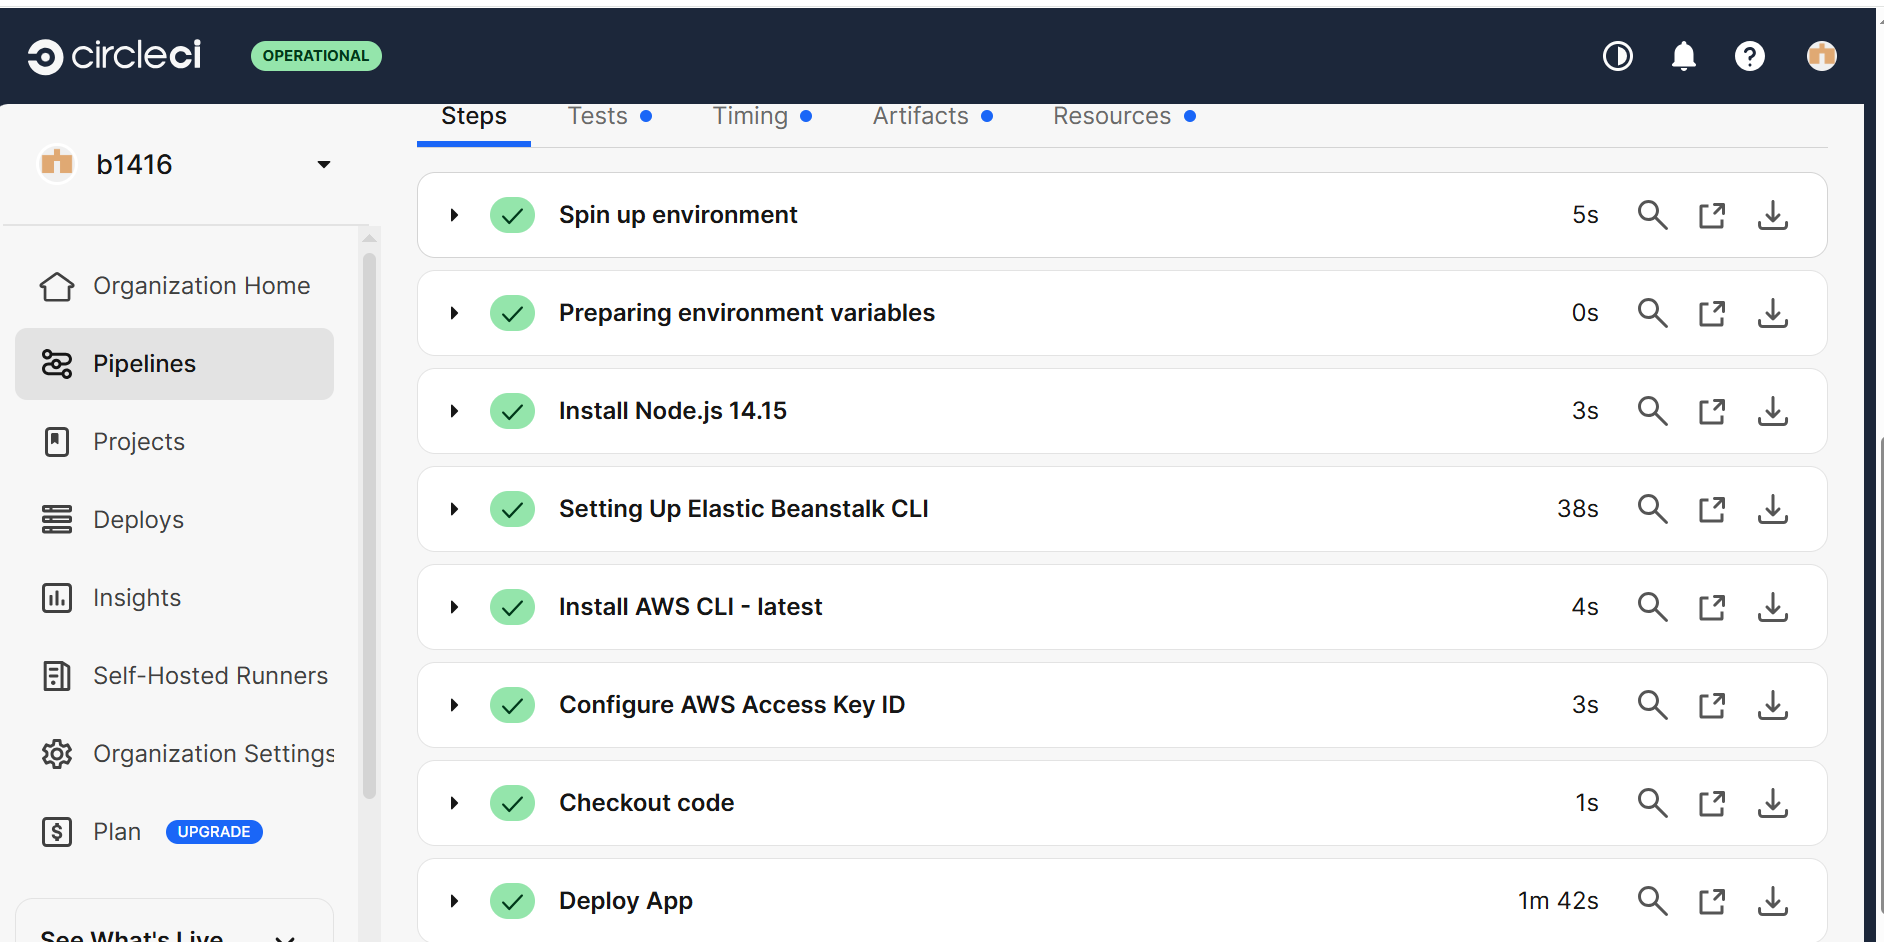 circleci
OPERATIONAL
b1416
Organization Home
Pipelines
Projects
Deploys
Insights
Self-Hosted Runners
Organization Settings
Plan UPGRADE
See What's Live
Steps Tests Timing Artifacts Resources
Spin up environment 5s
Preparing environment variables 0s
Install Node.js 14.15 3s
Setting Up Elastic Beanstalk CLI 38s
Install AWS CLI - latest 4s
Configure AWS Access Key ID 3s
Checkout code 1s
Deploy App 1m 42s